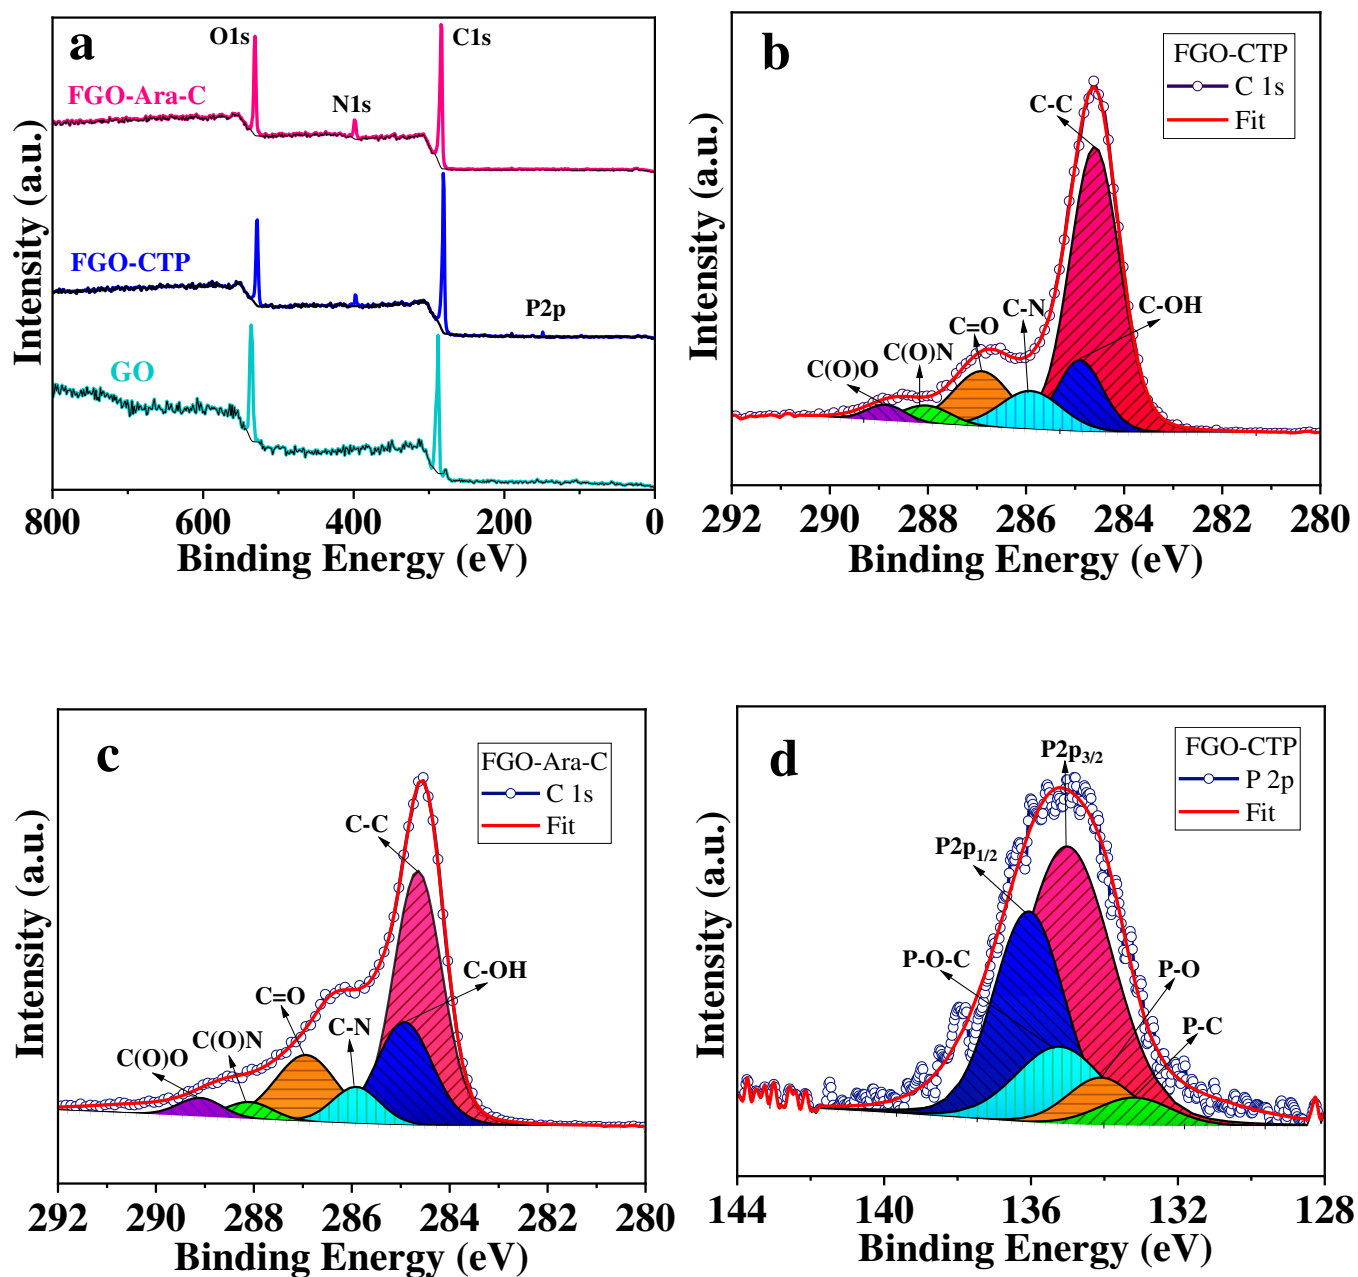 a
O1s
C1s
N1s
FGO-Ara-C
FGO-CTP
P2p
GO
Intensity (a.u.)
800 600 400 200 0
Binding Energy (eV)
b
FGO-CTP
C 1s
Fit
C-C
C-OH
C-N
C=O
C(O)N
C(O)O
Intensity (a.u.)
292 290 288 286 284 282 280
Binding Energy (eV)
c
FGO-Ara-C
C 1s
Fit
C-C
C-OH
C=O
C-N
C(O)N
C(O)O
Intensity (a.u.)
292 290 288 286 284 282 280
Binding Energy (eV)
d
FGO-CTP
P 2p
Fit
P2p3/2
P2p1/2
P-O-C
P-O
P-C
Intensity (a.u.)
144 140 136 132 128
Binding Energy (eV)